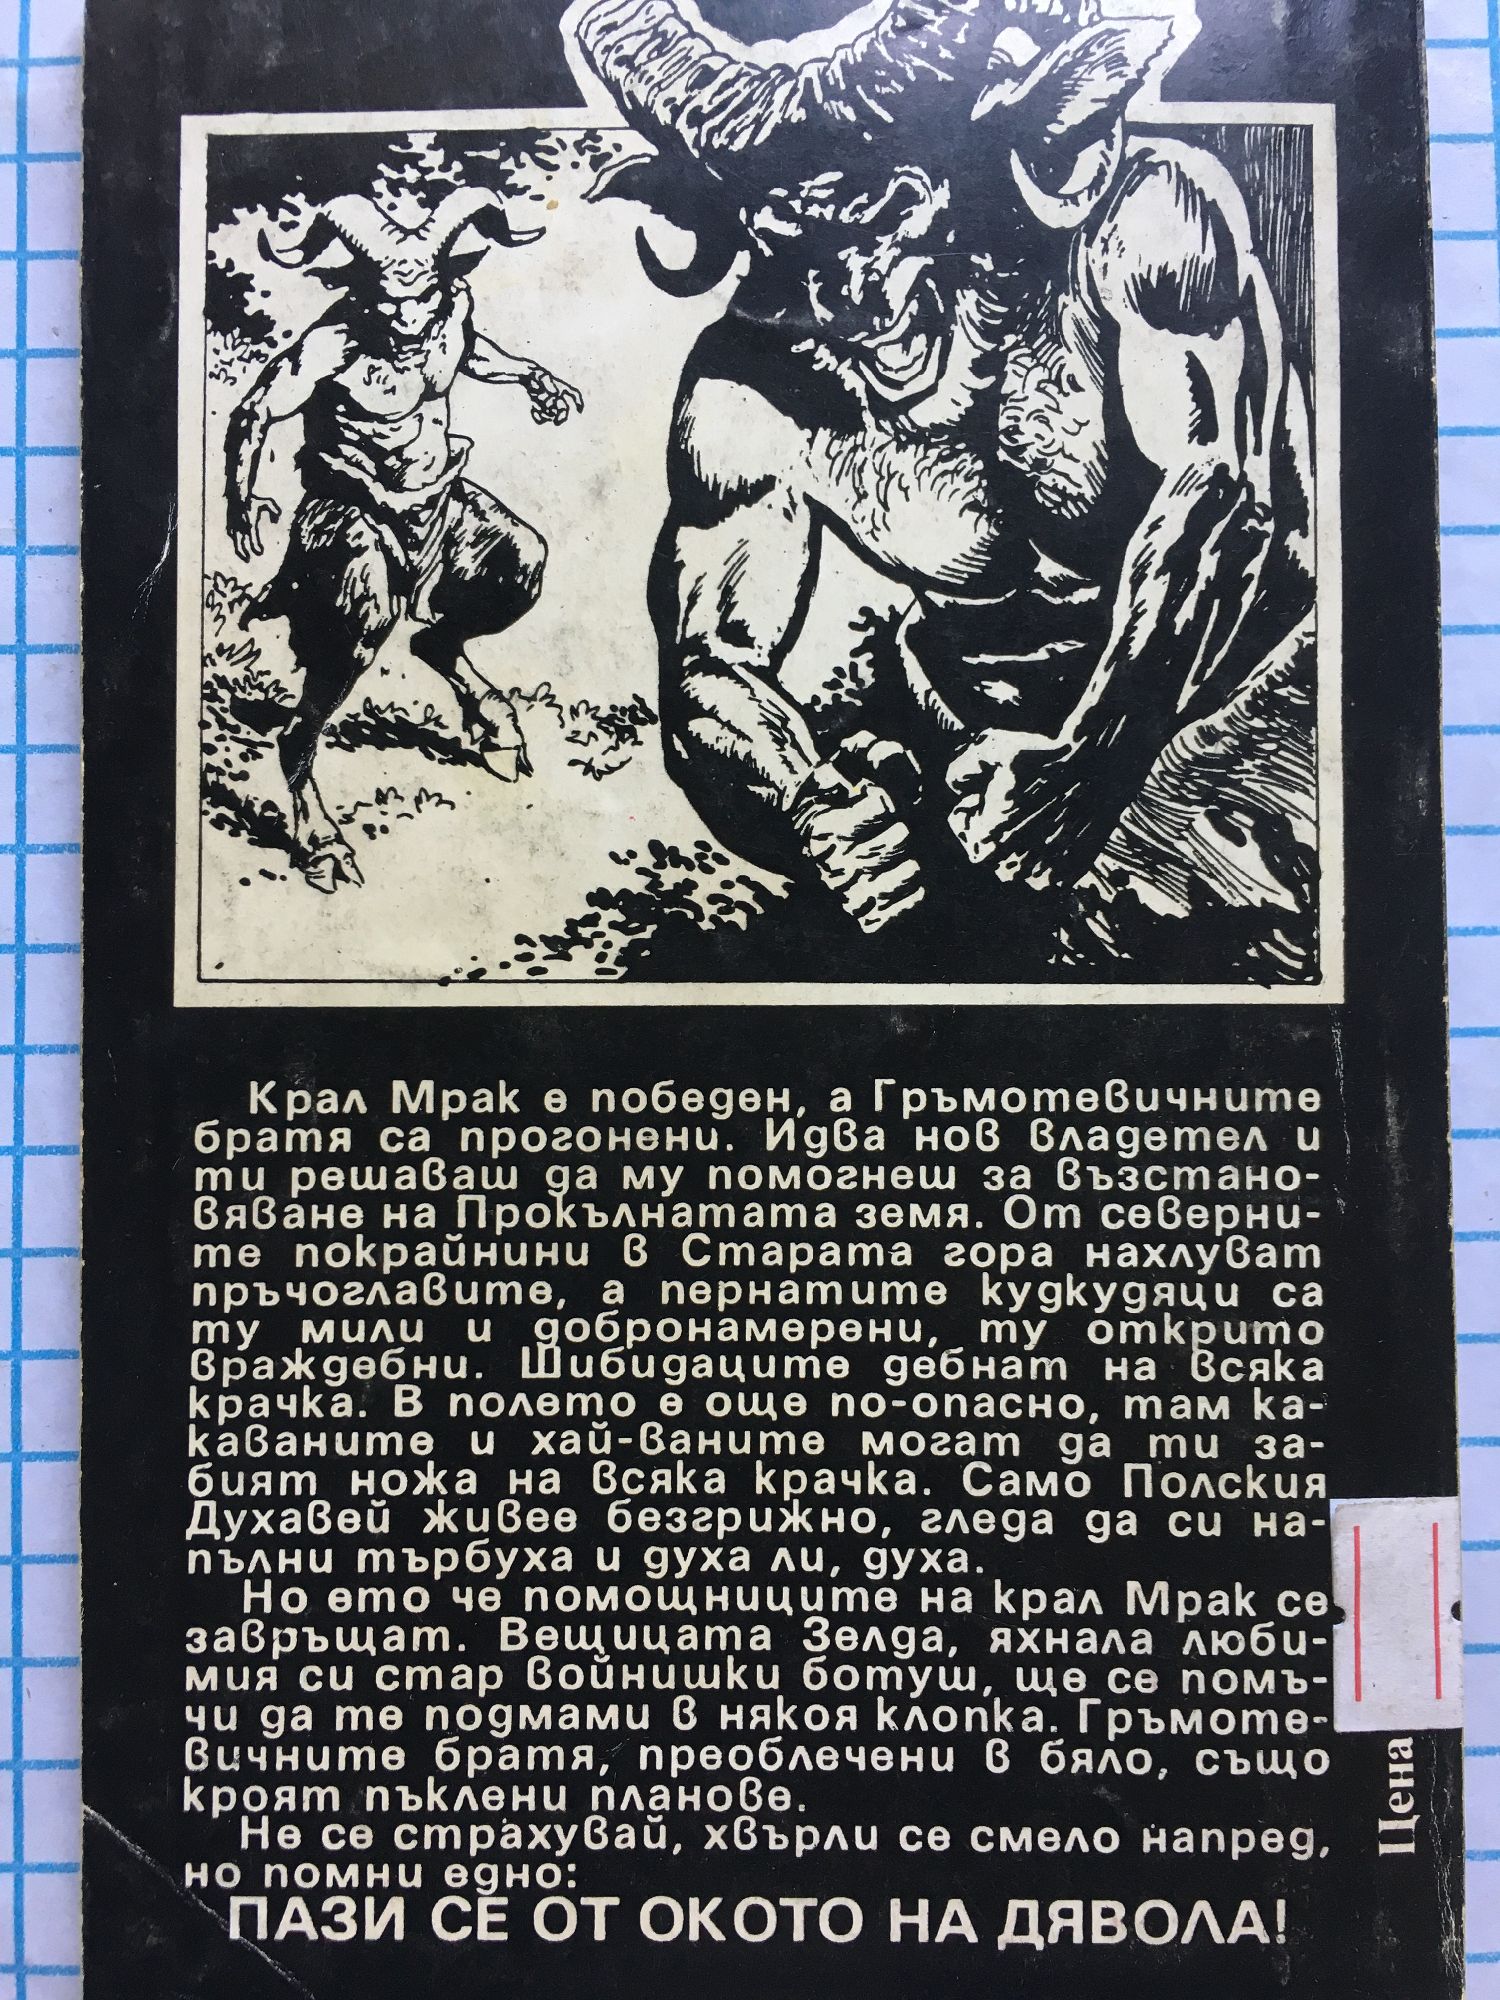 Крал Мрак е победен, а Гръмотевичните
братя са прогонени. Идва нов владетел и
ти решаваш да му помогнеш за възстано-
вяване на Прокълнатата земя. От северни-
те покрайнини в Старата гора нахлуват
пръчоглавите, а пернатите кудкудяци са
ту мили и добронамерени, ту открито
враждебни. Шибидаците дебнат на всяка
крачка. В полето е още по-опасно, там ка-
каваните и хай-ваните могат да ти за-
бият ножа на всяка крачка. Само Полския
Духавей живее безгрижно, гледа да си на-
пълни търбуха и духа ли, духа.
Но ето че помощниците на крал Мрак се
завръщат. Вещицата Зелда, яхнала люби-
мия си стар войнишки ботуш, ще се помъ-
чи да те подмами в някоя клопка. Гръмоте-
вичните братя, преоблечени в бяло, също
кроят пъклени планове.
Не се страхувай, хвърли се смело напред,
но помни едно:
ПАЗИ СЕ ОТ ОКОТО НА ДЯВОЛА!
Цена